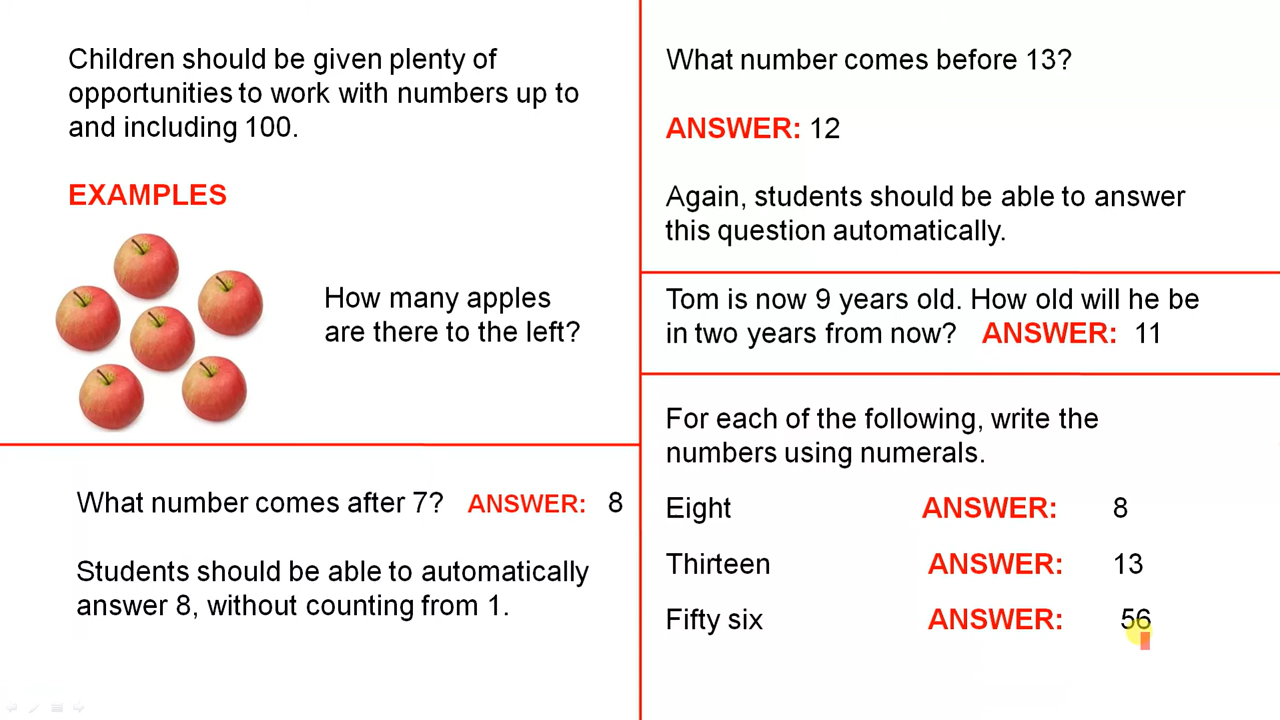 Children should be given plenty of
opportunities to work with numbers up to
and including 100.
EXAMPLES
How many apples
are there to the left?
What number comes after 7? ANSWER: 8
Students should be able to automatically
answer 8, without counting from 1.
What number comes before 13?
ANSWER: 12
Again, students should be able to answer
this question automatically.
Tom is now 9 years old. How old will he be
in two years from now? ANSWER: 11
For each of the following, write the
numbers using numerals.
Eight ANSWER: 8
Thirteen ANSWER: 13
Fifty six ANSWER: 56